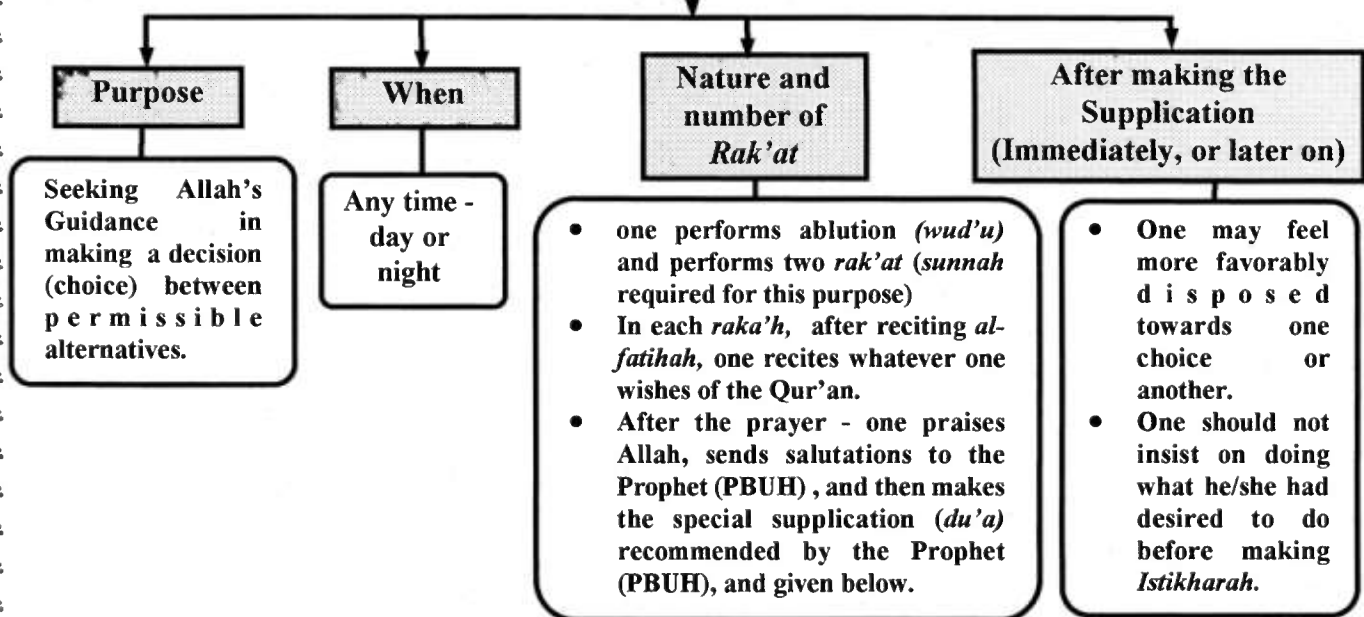 Purpose
Seeking Allah's
Guidance in
making a decision
(choice) between
permissible
alternatives.
When
Any time -
day or
night
Nature and
number of
Rak'at
• one performs ablution (wud'u)
and performs two rak'at (sunnah
required for this purpose)
• In each raka'h, after reciting al-
fatihah, one recites whatever one
wishes of the Qur'an.
• After the prayer - one praises
Allah, sends salutations to the
Prophet (PBUH) , and then makes
the special supplication (du'a)
recommended by the Prophet
(PBUH), and given below.
After making the
Supplication
(Immediately, or later on)
• One may feel
more favorably
disposed
towards one
choice or
another.
• One should not
insist on doing
what he/she had
desired to do
before making
Istikharah.